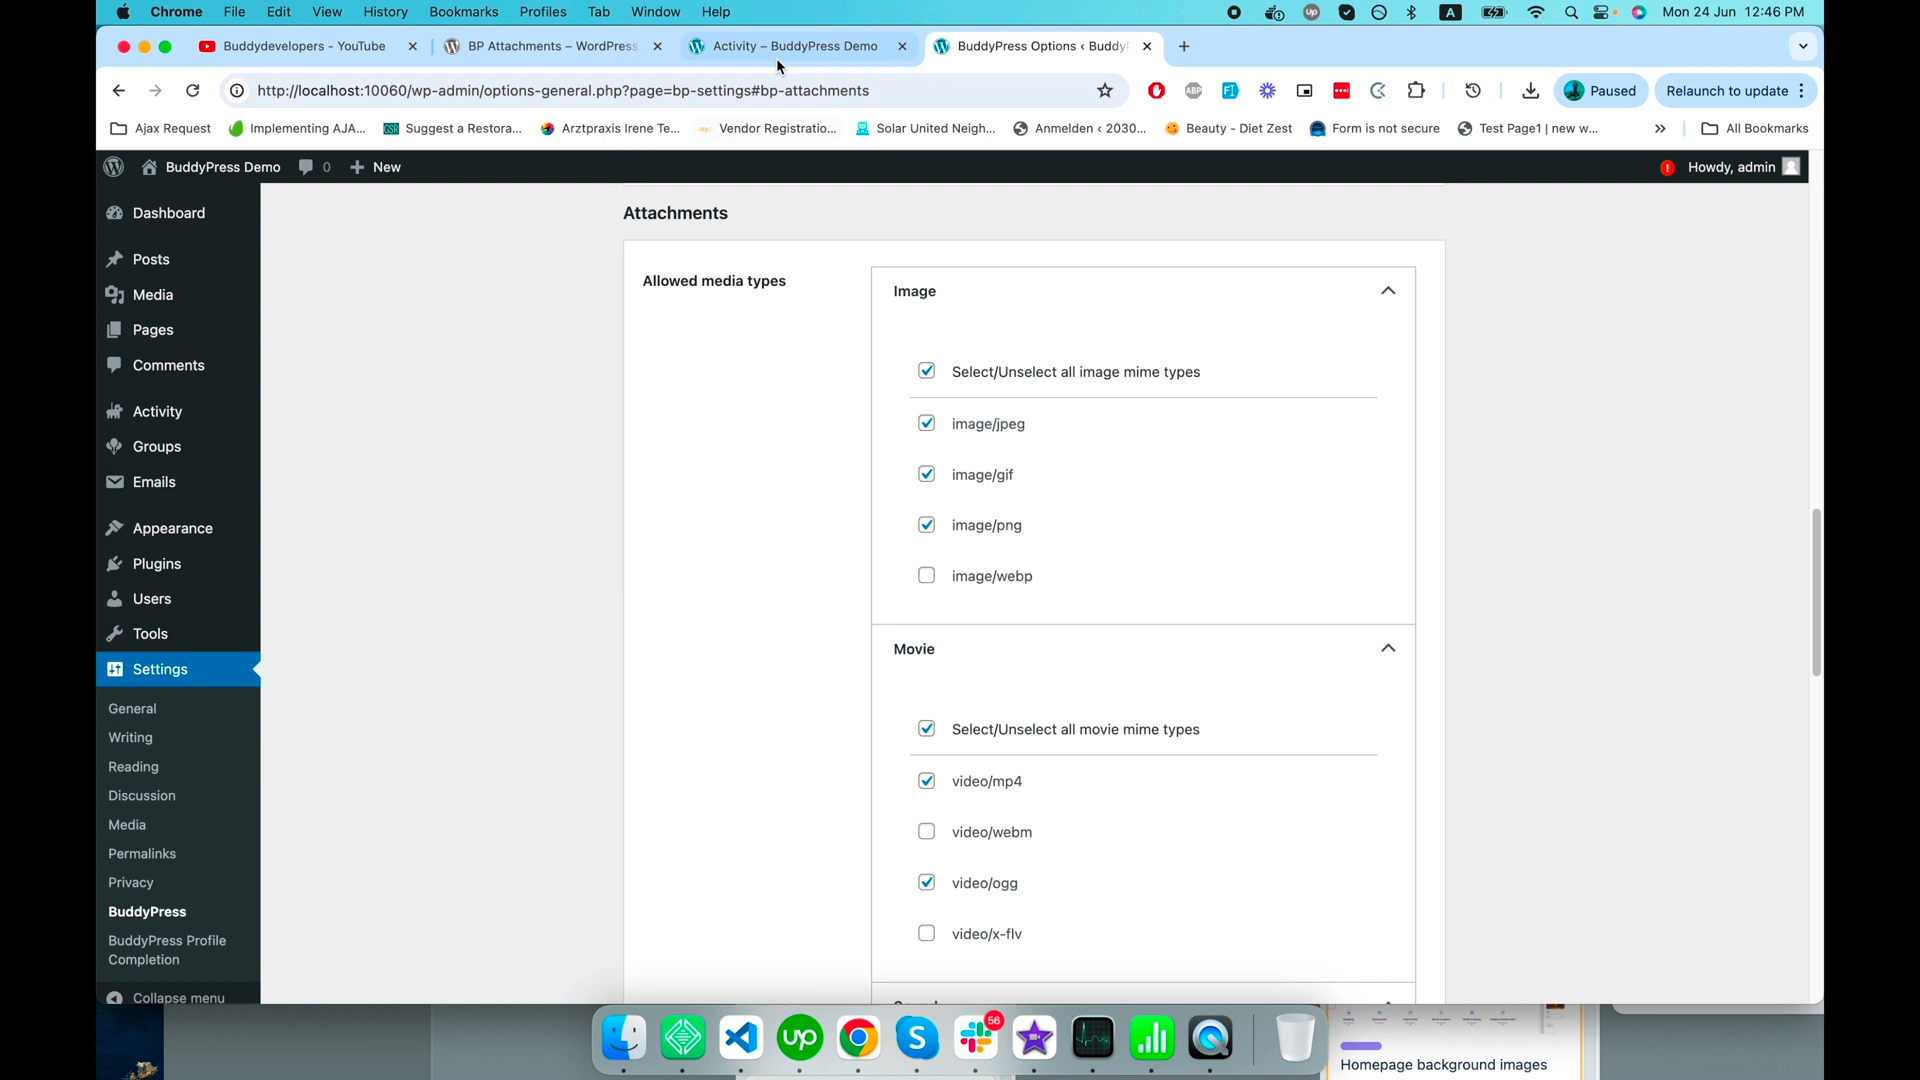 Chrome File Edit View History Bookmarks Profiles Tab Window Help
UP A Mon 24 Jun 12:46 PM
Buddydevelopers - YouTube
BP Attachments – WordPress
Activity – BuddyPress Demo
BuddyPress Options ‹ Buddy
http://localhost:10060/wp-admin/options-general.php?page=bp-settings#bp-attachments
ABP
Paused
Relaunch to update
Ajax Request
Implementing AJA...
GSR
Suggest a Restora...
Arztpraxis Irene Te...
Vendor Registratio...
Solar United Neigh...
Anmelden ‹ 2030...
Beauty - Diet Zest
Form is not secure
Test Page1 | new w...
All Bookmarks
BuddyPress Demo
0
New
Howdy, admin
Dashboard
Posts
Media
Pages
Comments
Activity
Groups
Emails
Appearance
Plugins
Users
Tools
Settings
General
Writing
Reading
Discussion
Media
Permalinks
Privacy
BuddyPress
BuddyPress Profile
Completion
Collapse menu
Attachments
Allowed media types
Image
Select/Unselect all image mime types
image/jpeg
image/gif
image/png
image/webp
Movie
Select/Unselect all movie mime types
video/mp4
video/webm
video/ogg
video/x-flv
up
56
Homepage background images